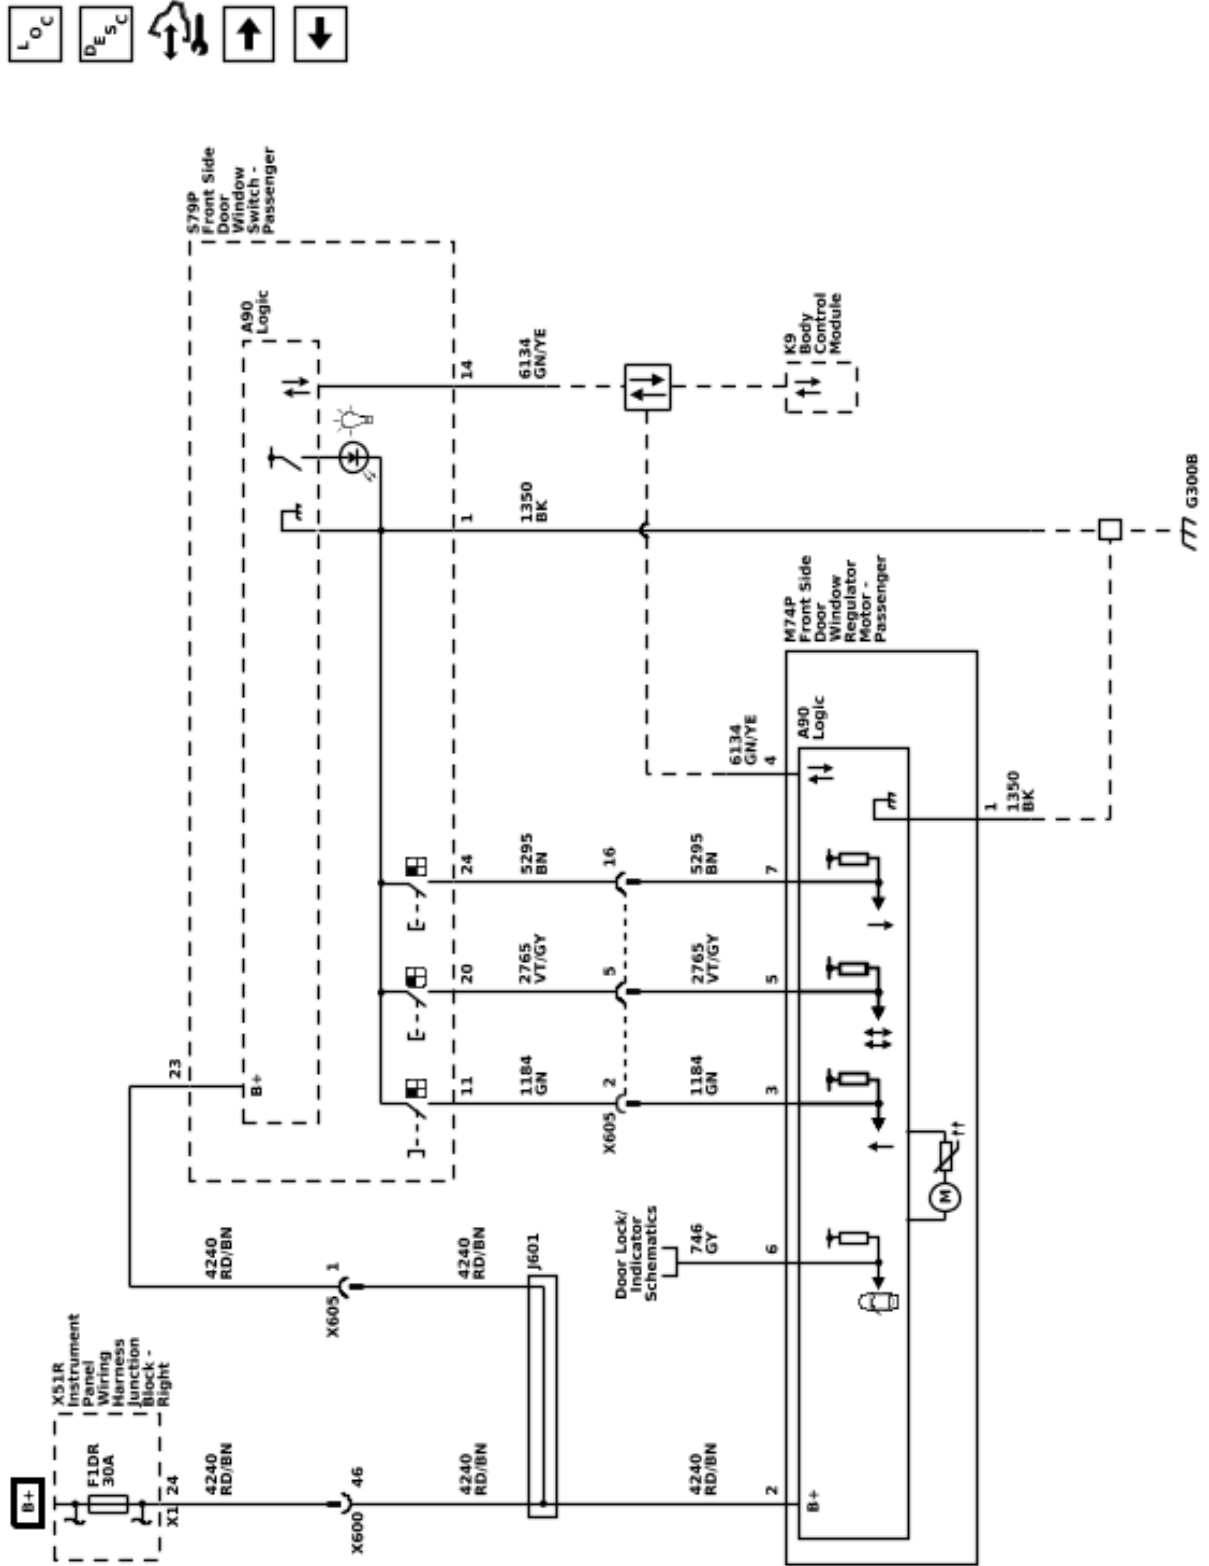 LOC
DESC
B+
X51R
Instrument
Panel
Wiring
Harness
Junction
Block -
Right
F1DR
30A
X1
24
4240
RD/BN
X600
46
4240
RD/BN
4240
RD/BN
2
B+
4240
RD/BN
X605
1
4240
RD/BN
J601
23
B+
S79P
Front Side
Door
Window
Switch -
Passenger
A90
Logic
11
20
24
1
14
1184
GN
2765
VT/GY
5295
BN
1350
BK
6134
GN/YE
X605
2
5
16
1184
GN
2765
VT/GY
5295
BN
Door Lock/
Indicator
Schematics
746
GY
6
3
5
7
6134
GN/YE
4
K9
Body
Control
Module
M74P
Front Side
Door
Window
Regulator
Motor -
Passenger
A90
Logic
M
1
1350
BK
G300B